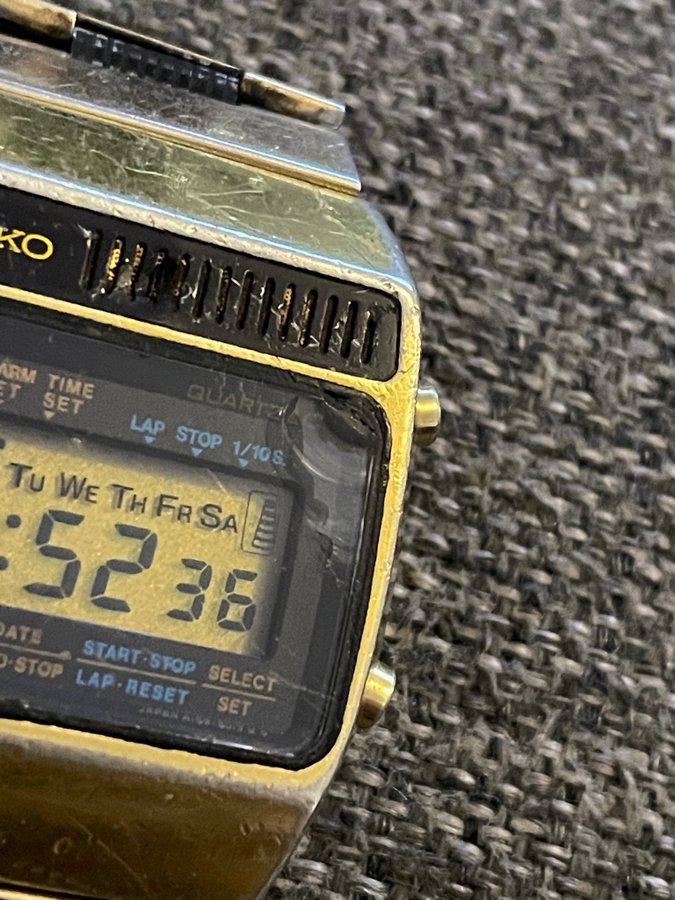 KO
ARM TIME
ET SET
QUARTZ
LAP STOP 1/10S.
TU WE TH FR SA
:52 36
DATE
START·STOP SELECT
O·STOP LAP·RESET SET
JAPAN